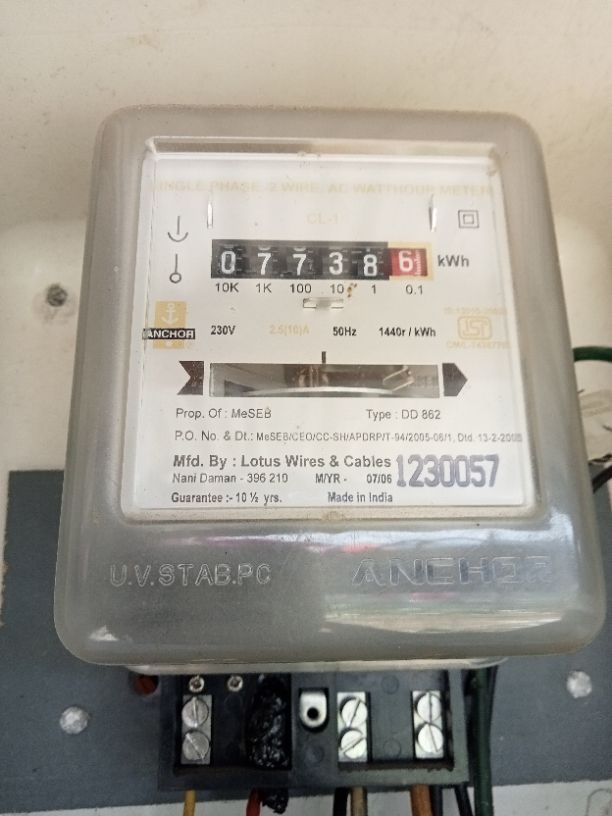 SINGLE PHASE 2 WIRE, AC WATTHOUR METER
CL-1
0 7 7 3 8 6 kWh
10K 1K 100 10 1 0.1
ANCHOR 230V 2.5(10)A 50Hz 1440r / kWh
Prop. Of : MeSEB Type : DD 862
P.O. No. & Dt.: MeSEB/CEO/CC-SH/APDRP/T-94/2005-06/1, Dtd. 13-2-2006
Mfd. By : Lotus Wires & Cables 1230057
Nani Daman - 396 210 M/YR - 07/06
Guarantee :- 10 ½ yrs. Made in India
U.V.STAB.PC ANCHOR